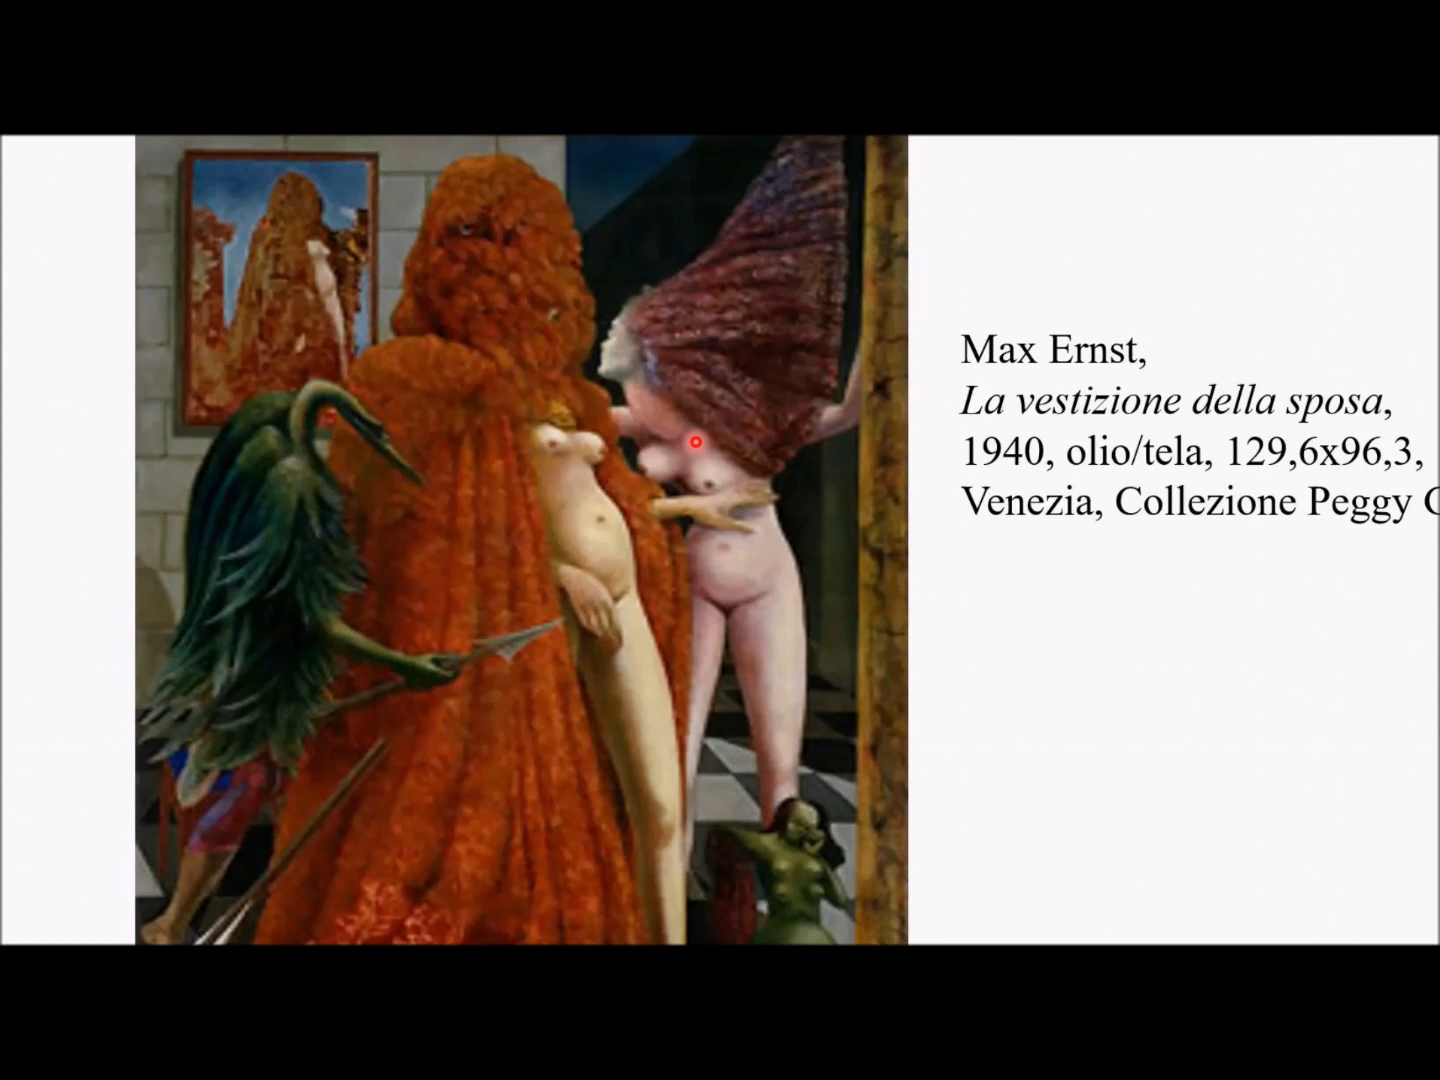 Max Ernst,
La vestizione della sposa,
1940, olio/tela, 129,6x96,3,
Venezia, Collezione Peggy